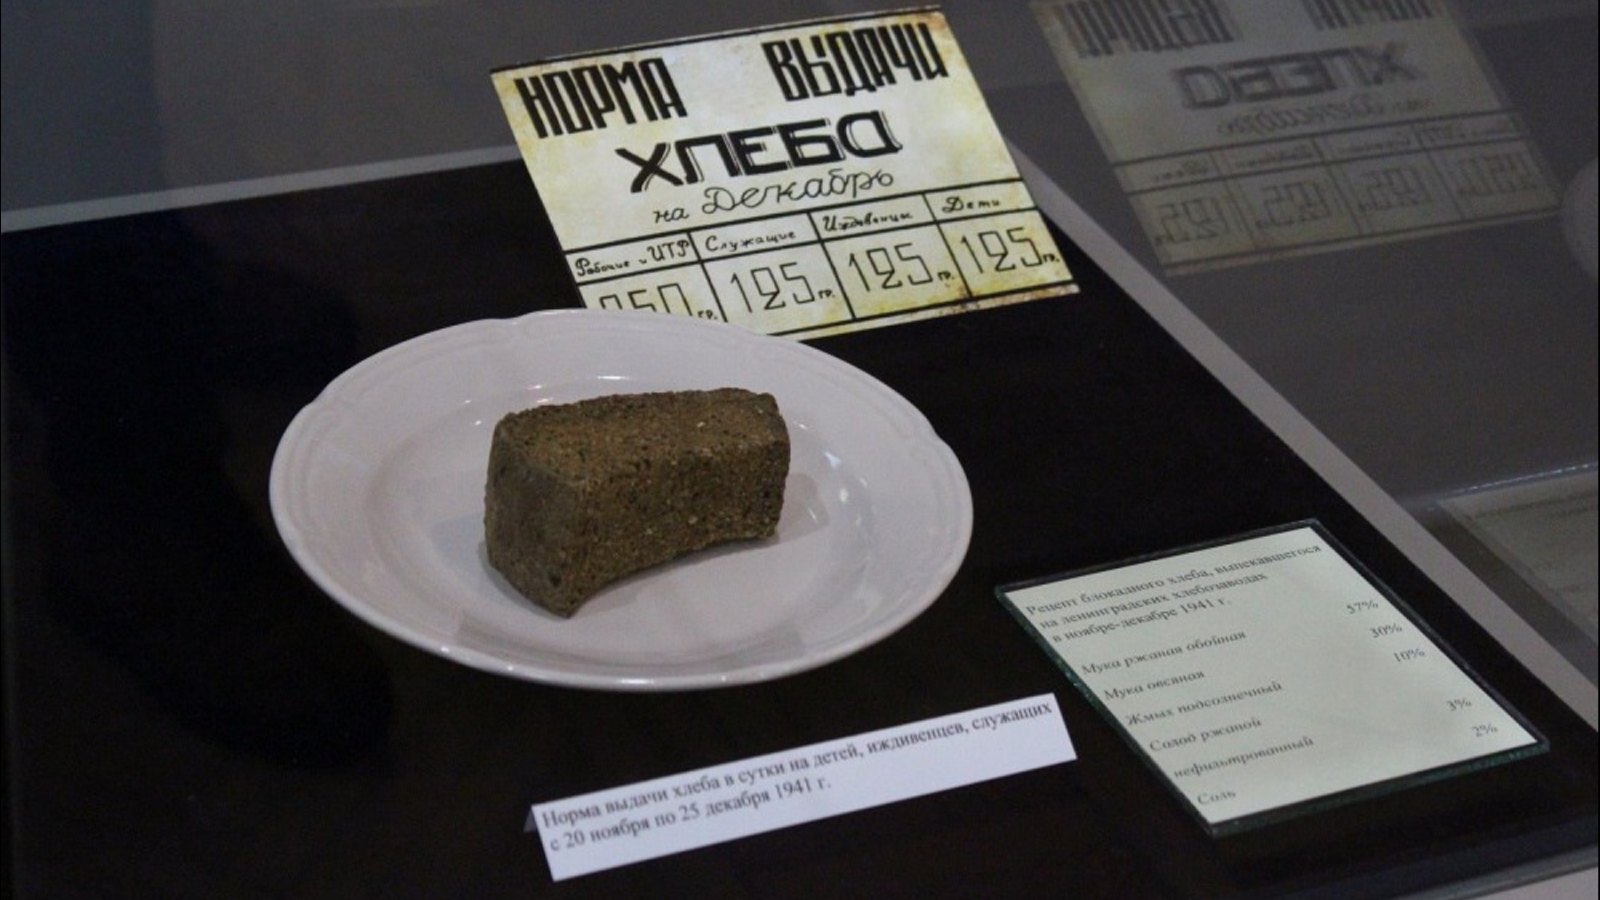 НОРМА ВЫДАЧИ
ХЛЕБА
на Декабрь
Рабочие и ИТР Служащие Иждивенцы Дети
250 гр. 125 гр. 125 гр. 125 гр.
Рецепт блокадного хлеба, выпекавшегося
на ленинградских хлебозаводах
в ноябре-декабре 1941 г.
Мука ржаная обойная 57%
Мука овсяная 30%
Жмых подсолнечный 10%
Солод ржаной
нефильтрованный 3%
Соль 2%
Норма выдачи хлеба в сутки на детей, иждивенцев, служащих
с 20 ноября по 25 декабря 1941 г.